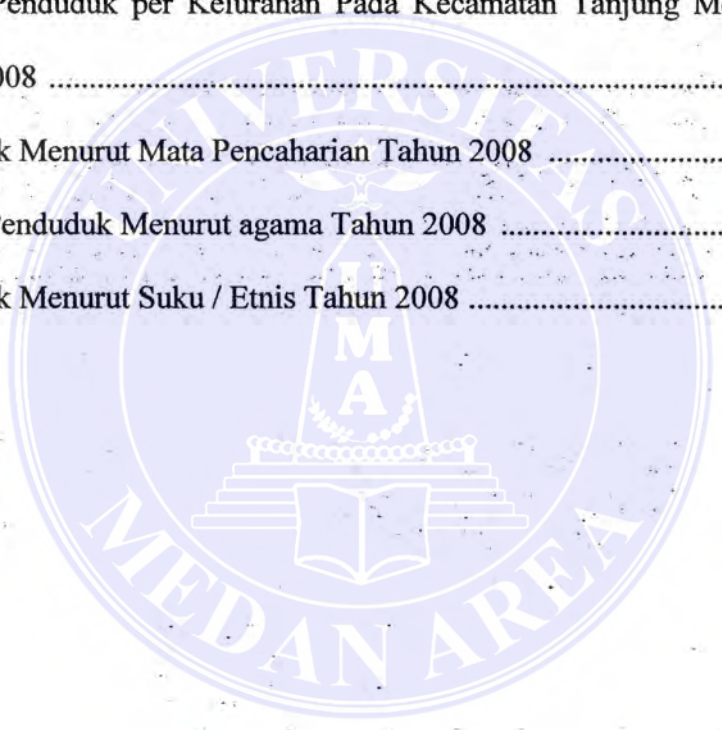 Penduduk per Kelurahan Pada Kecamatan Tanjung
008 ........................................................
k Menurut Mata Pencaharian Tahun 2008 ........................
Penduduk Menurut agama Tahun 2008 ..............................
k Menurut Suku / Etnis Tahun 2008 ..................................
UNIVERSITAS
U
M
A
MEDAN AREA